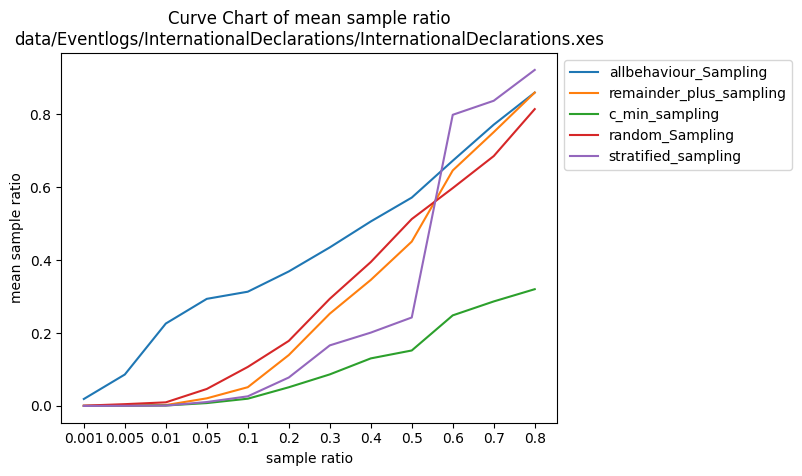 Curve Chart of mean sample ratio
data/Eventlogs/InternationalDeclarations/InternationalDeclarations.xes
allbehaviour_Sampling
remainder_plus_sampling
c_min_sampling
random_Sampling
stratified_sampling
mean sample ratio
0.8
0.6
0.4
0.2
0.0
0.001 0.005 0.01 0.05 0.1 0.2 0.3 0.4 0.5 0.6 0.7 0.8
sample ratio